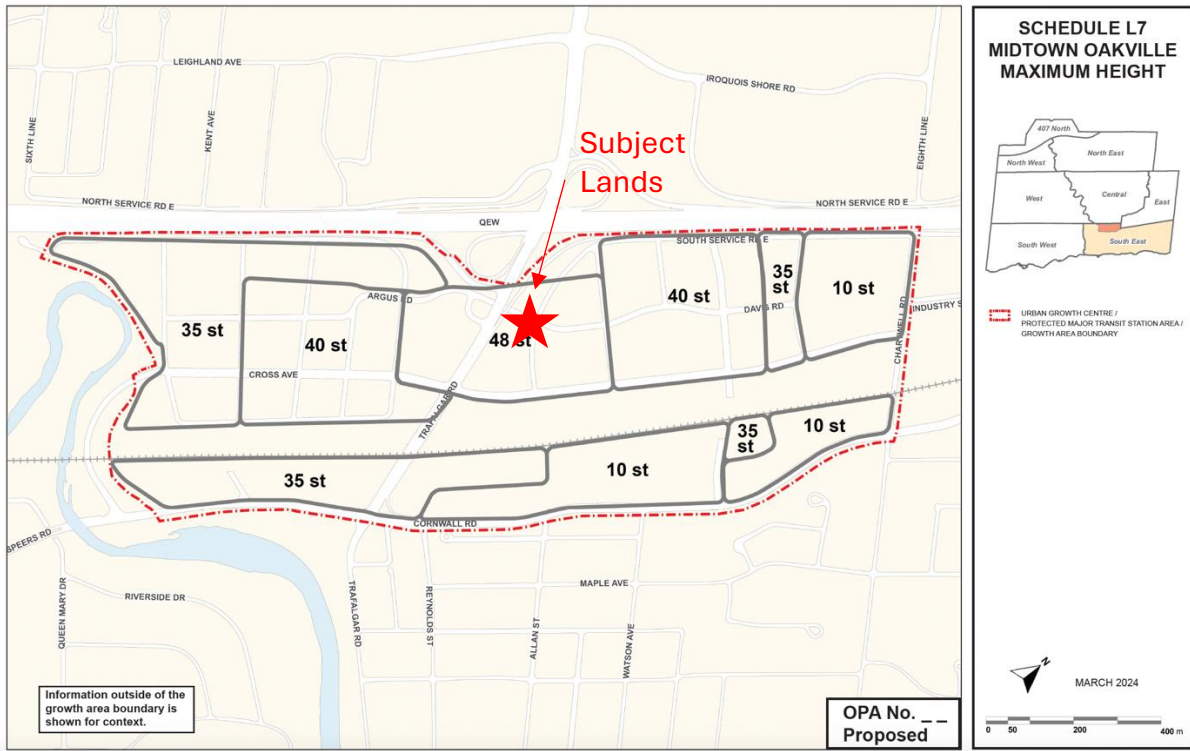 SCHEDULE L7
MIDTOWN OAKVILLE
MAXIMUM HEIGHT
LEIGHLAND AVE
IROQUOIS SHORE RD
SIXTH LINE
KENT AVE
EIGHTH LINE
Subject
Lands
NORTH SERVICE RD E
NORTH SERVICE RD E
QEW
SOUTH SERVICE RD E
35 st
40 st
ARGUS RD
48 st
40 st
DAVIS RD
35
st
10 st
INDUSTRY S
CHARTWELL RD
CROSS AVE
TRAFALGAR RD
35 st
10 st
35
st
10 st
CORNWALL RD
SPEERS RD
QUEEN MARY DR
RIVERSIDE DR
TRAFALGAR RD
REYNOLDS ST
ALLAN ST
MAPLE AVE
WATSON AVE
Information outside of the
growth area boundary is
shown for context.
OPA No. _ _
Proposed
407 North
North West
North East
West
Central
East
South West
South East
URBAN GROWTH CENTRE /
PROTECTED MAJOR TRANSIT STATION AREA /
GROWTH AREA BOUNDARY
N
MARCH 2024
0 50 200 400 m